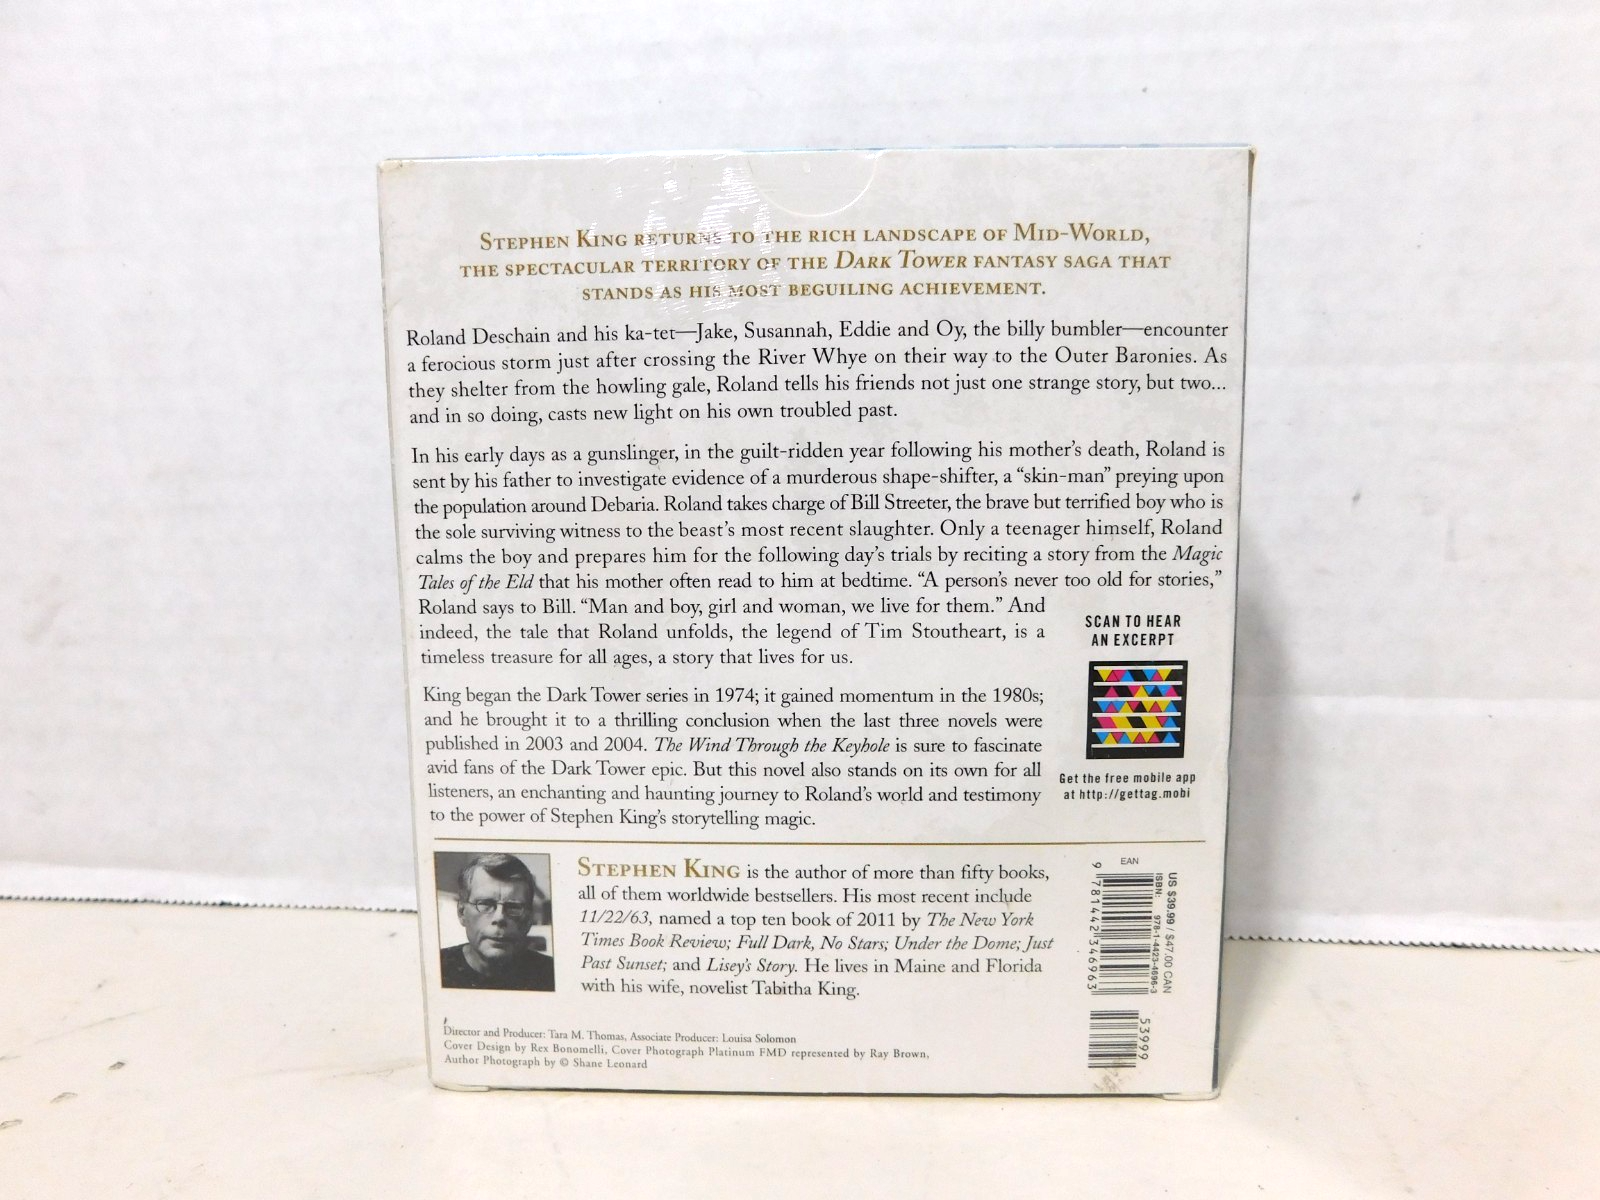 STEPHEN KING RETURNS TO THE RICH LANDSCAPE OF MID-WORLD,
THE SPECTACULAR TERRITORY OF THE DARK TOWER FANTASY SAGA THAT
STANDS AS HIS MOST BEGUILING ACHIEVEMENT.
Roland Deschain and his ka-tet—Jake, Susannah, Eddie and Oy, the billy bumbler—encounter
a ferocious storm just after crossing the River Whye on their way to the Outer Baronies. As
they shelter from the howling gale, Roland tells his friends not just one strange story, but two...
and in so doing, casts new light on his own troubled past.
In his early days as a gunslinger, in the guilt-ridden year following his mother's death, Roland is
sent by his father to investigate evidence of a murderous shape-shifter, a “skin-man” preying upon
the population around Debaria. Roland takes charge of Bill Streeter, the brave but terrified boy who is
the sole surviving witness to the beast's most recent slaughter. Only a teenager himself, Roland
calms the boy and prepares him for the following day's trials by reciting a story from the Magic
Tales of the Eld that his mother often read to him at bedtime. “A person's never too old for stories,”
Roland says to Bill. “Man and boy, girl and woman, we live for them.” And
indeed, the tale that Roland unfolds, the legend of Tim Stoutheart, is a
timeless treasure for all ages, a story that lives for us.
SCAN TO HEAR
AN EXCERPT
Get the free mobile app
at http://gettag.mobi
King began the Dark Tower series in 1974; it gained momentum in the 1980s;
and he brought it to a thrilling conclusion when the last three novels were
published in 2003 and 2004. The Wind Through the Keyhole is sure to fascinate
avid fans of the Dark Tower epic. But this novel also stands on its own for all
listeners, an enchanting and haunting journey to Roland's world and testimony
to the power of Stephen King's storytelling magic.
STEPHEN KING is the author of more than fifty books,
all of them worldwide bestsellers. His most recent include
11/22/63, named a top ten book of 2011 by The New York
Times Book Review; Full Dark, No Stars; Under the Dome; Just
Past Sunset; and Lisey's Story. He lives in Maine and Florida
with his wife, novelist Tabitha King.
Director and Producer: Tara M. Thomas, Associate Producer: Louisa Solomon
Cover Design by Rex Bonomelli, Cover Photograph Platinum FMD represented by Ray Brown,
Author Photograph by © Shane Leonard
EAN
US $39.99 / $47.00 CAN
ISBN: 978-1-4423-4696-3
9 781442 346963
53999